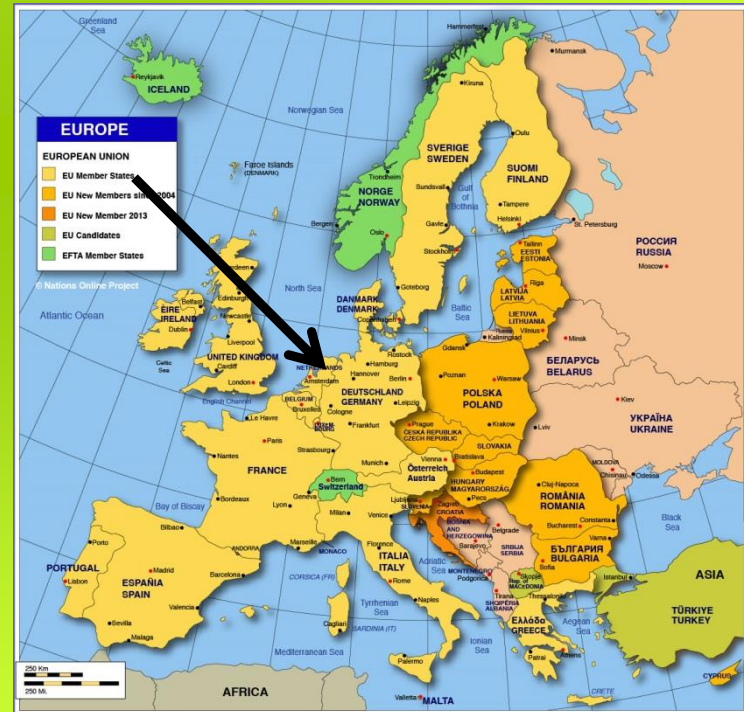 Greenland
Sea
Reykjavik
ICELAND
Hammerfest
Murmansk
Norwegian Sea
Kiruna
EUROPE
EUROPEAN UNION
EU Member States
EU New Members since 2004
EU New Member 2013
EU Candidates
EFTA Member States
© Nations Online Project
Faroe Islands
(DENMARK)
SVERIGE
SWEDEN
Oulu
SUOMI
FINLAND
Trondheim
NORGE
NORWAY
Sundsvall
Gulf
of
Bothnia
Tampere
Helsinki
St. Petersburg
Bergen
Oslo
Gavle
Stockholm
Tallinn
EESTI
ESTONIA
РОССИЯ
RUSSIA
Moscow
Atlantic Ocean
North Sea
Goteborg
Baltic
Sea
Riga
LATVIJA
LATVIA
LIETUVA
LITHUANIA
Vilnius
Russia
Kaliningrad
DANMARK
DENMARK
Copenhagen
Edinburgh
Newcastle
Belfast
ÉIRE
IRELAND
Dublin
Celtic
Sea
Liverpool
UNITED KINGDOM
Cardiff
London
English Channel
NETHERLANDS
Amsterdam
BELGIUM
Bruxelles
Rostock
Hamburg
Hannover
Berlin
DEUTSCHLAND
GERMANY
Leipzig
Cologne
Frankfurt
Gdansk
Poznan
Warsaw
POLSKA
POLAND
Krakow
Minsk
БЕЛАРУСЬ
BELARUS
Kiev
УКРАЇНА
UKRAINE
Lviv
Le Havre
Paris
Strasbourg
Munich
Prague
ČESKÁ REPUBLIKA
CZECH REPUBLIC
SLOVAKIA
Vienna
Bratislava
Österreich
Austria
Budapest
HUNGARY
MAGYARORSZÁG
Pecs
MOLDOVA
Chisinau
Odessa
Nantes
FRANCE
Bern
Switzerland
Geneva
Lyon
Bordeaux
Bay of Biscay
Milan
Venice
Ljubljana
SLOVENIA
Zagreb
CROATIA
BOSNIA
AND
HERZEGOVINA
Sarajevo
Belgrade
SRBIJA
SERBIA
Cluj-Napoca
ROMÂNIA
ROMANIA
Bucharest
Constanta
Varna
Black
Sea
БЪЛГАРИЯ
BULGARIA
Sofia
Bilbao
Porto
PORTUGAL
Lisbon
Madrid
ESPAÑA
SPAIN
Valencia
Sevilla
Malaga
ANDORRA
Barcelona
Marseille
MONACO
CORSICA (FR)
Florence
ITALIA
ITALY
Rome
Naples
Adriatic
Sea
MONTENEGRO
Podgorica
Skopje
Rep. of
MACEDONIA
Tirana
SHQIPËRIA
ALBANIA
Thessaloniki
Istanbul
ASIA
TÜRKIYE
TURKEY
Tyrrhenian
Sea
Cagliari
SARDINIA (IT)
Mediterranean Sea
Palermo
Ionian
Sea
Ελλάδα
GREECE
Aegean
Sea
Patrai
Athens
CRETE
CYPRUS
Valletta
MALTA
AFRICA
250 Km
250 Mi.